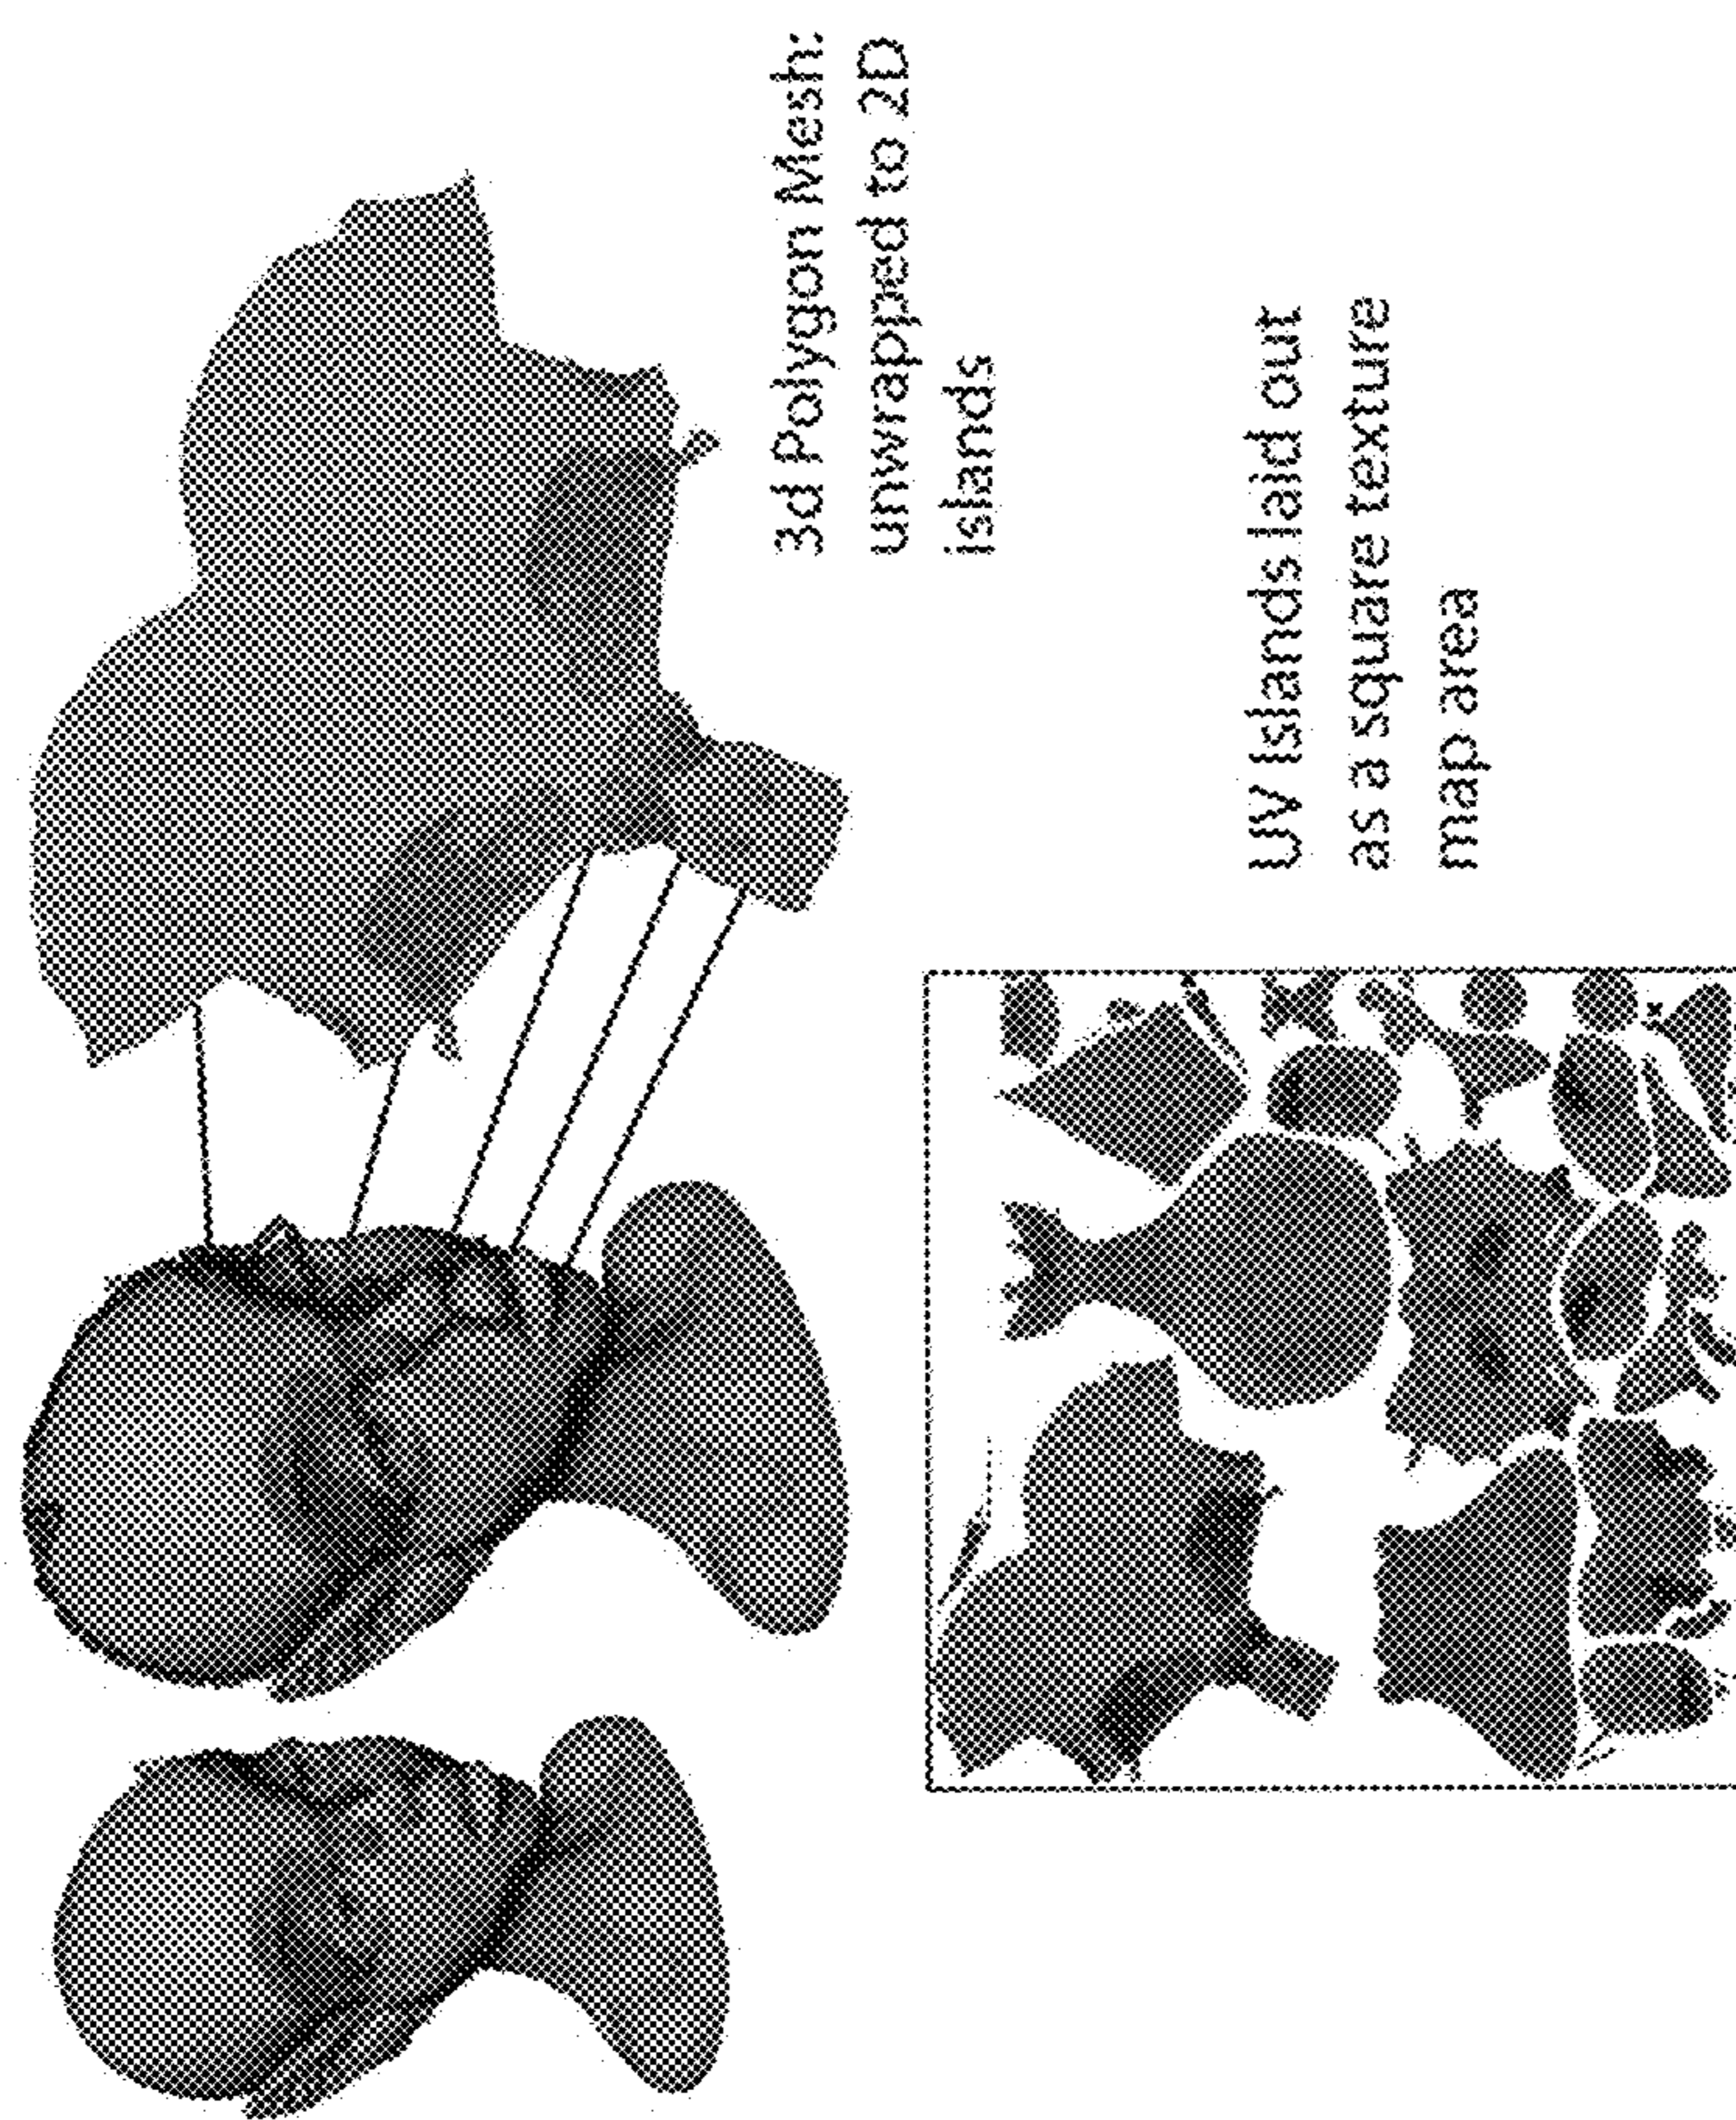 3d Polygon Mesh:
unwrapped to 2D
islands
UV islands laid out
as a square texture
map area